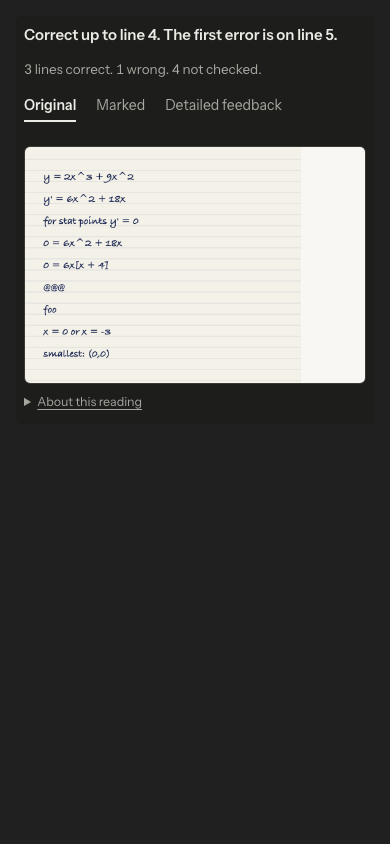 Correct up to line 4. The first error is on line 5.
3 lines correct. 1 wrong. 4 not checked.
Original Marked Detailed feedback
y = 2x^3 + 9x^2
y' = 6x^2 + 18x
for stat points y' = 0
0 = 6x^2 + 18x
0 = 6x[x + 4]
@@@
foo
x = 0 or x = -3
smallest: (0,0)
About this reading